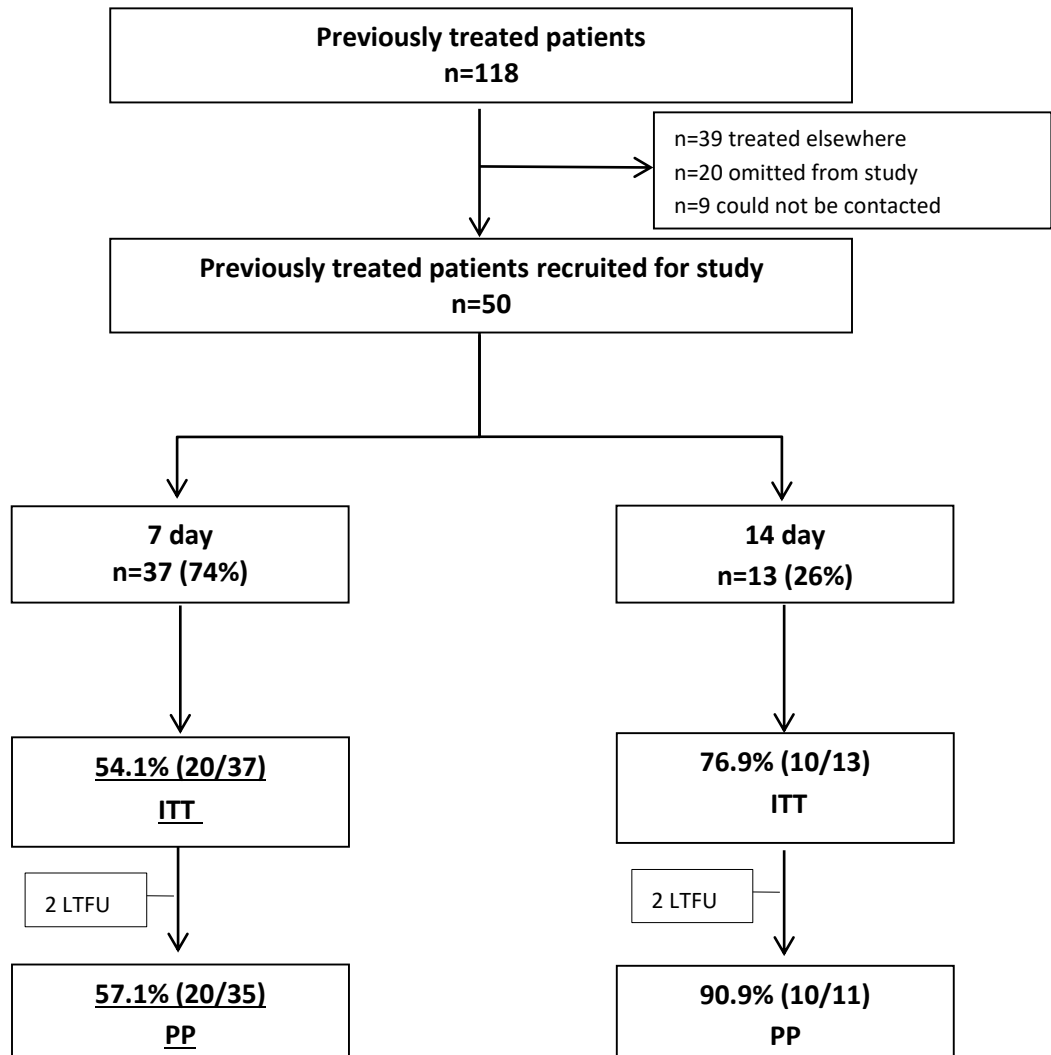 Previously treated patients
n=118
n=39 treated elsewhere
n=20 omitted from study
n=9 could not be contacted
Previously treated patients recruited for study
n=50
7 day
n=37 (74%)
14 day
n=13 (26%)
54.1% (20/37)
ITT
76.9% (10/13)
ITT
2 LTFU
2 LTFU
57.1% (20/35)
PP
90.9% (10/11)
PP